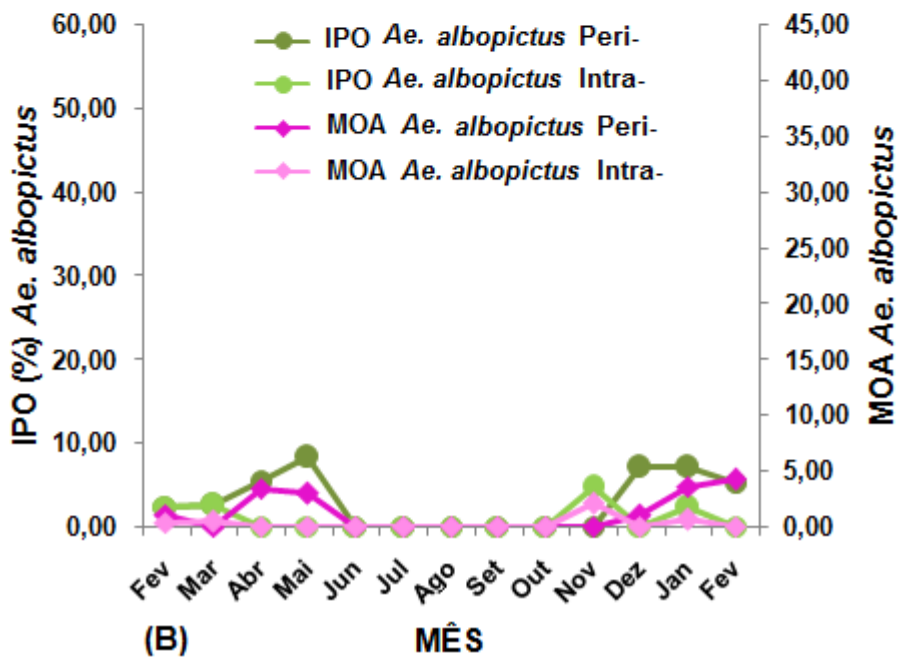 IPO (%) Ae. albopictus
60,00
50,00
40,00
30,00
20,00
10,00
0,00
IPO Ae. albopictus Peri-
IPO Ae. albopictus Intra-
MOA Ae. albopictus Peri-
MOA Ae. albopictus Intra-
45,00
40,00
35,00
30,00
25,00
20,00
15,00
10,00
5,00
0,00
MOA Ae. albopictus
Fev Mar Abr Mai Jun Jul Ago Set Out Nov Dez Jan Fev
(B) MÊS